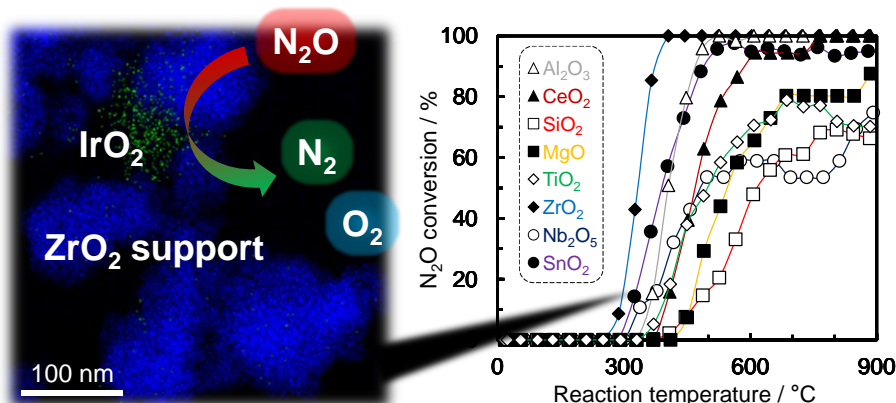 N₂O
IrO₂
N₂
O₂
ZrO₂ support
100 nm
N₂O conversion / %
100
80
60
40
20
Al₂O₃
CeO₂
SiO₂
MgO
TiO₂
ZrO₂
Nb₂O₅
SnO₂
0
300
600
900
Reaction temperature / °C